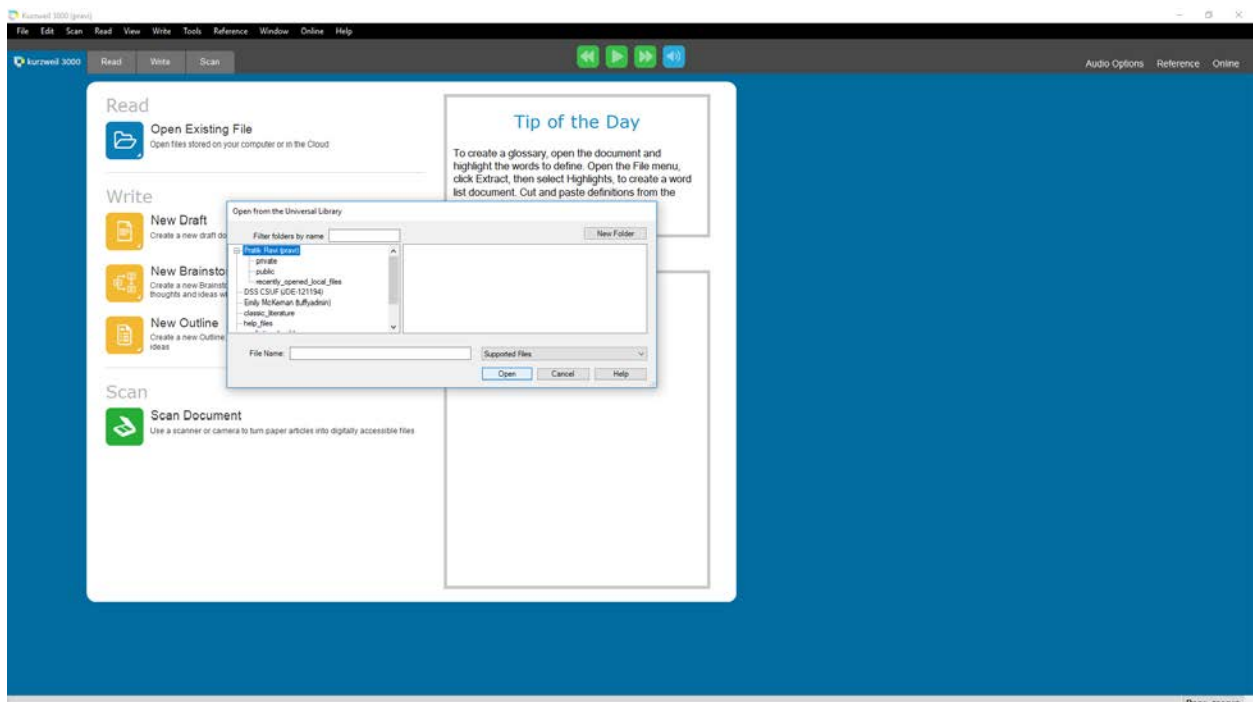 Kurzweil 3000 (pravi)
File Edit Scan Read View Write Tools Reference Window Online Help
kurzweil 3000 Read Write Scan Audio Options Reference Online
Read
Open Existing File
Open files stored on your computer or in the Cloud
Write
New Draft
Create a new draft do
New Brainsto
Create a new Brainst
thoughts and ideas w
New Outline
Create a new Outline
ideas
Scan
Scan Document
Use a scanner or camera to turn paper articles into digitally accessible files
Tip of the Day
To create a glossary, open the document and
highlight the words to define. Open the File menu,
click Extract, then select Highlights, to create a word
list document. Cut and paste definitions from the
Open from the Universal Library
Filter folders by name
New Folder
Pratik Ravi (pravi)
private
public
recently_opened_local_files
DSS CSUF (JDE-121194)
Emily McKernan (tuffyadmin)
classic_literature
help_files
File Name:
Supported Files
Open Cancel Help